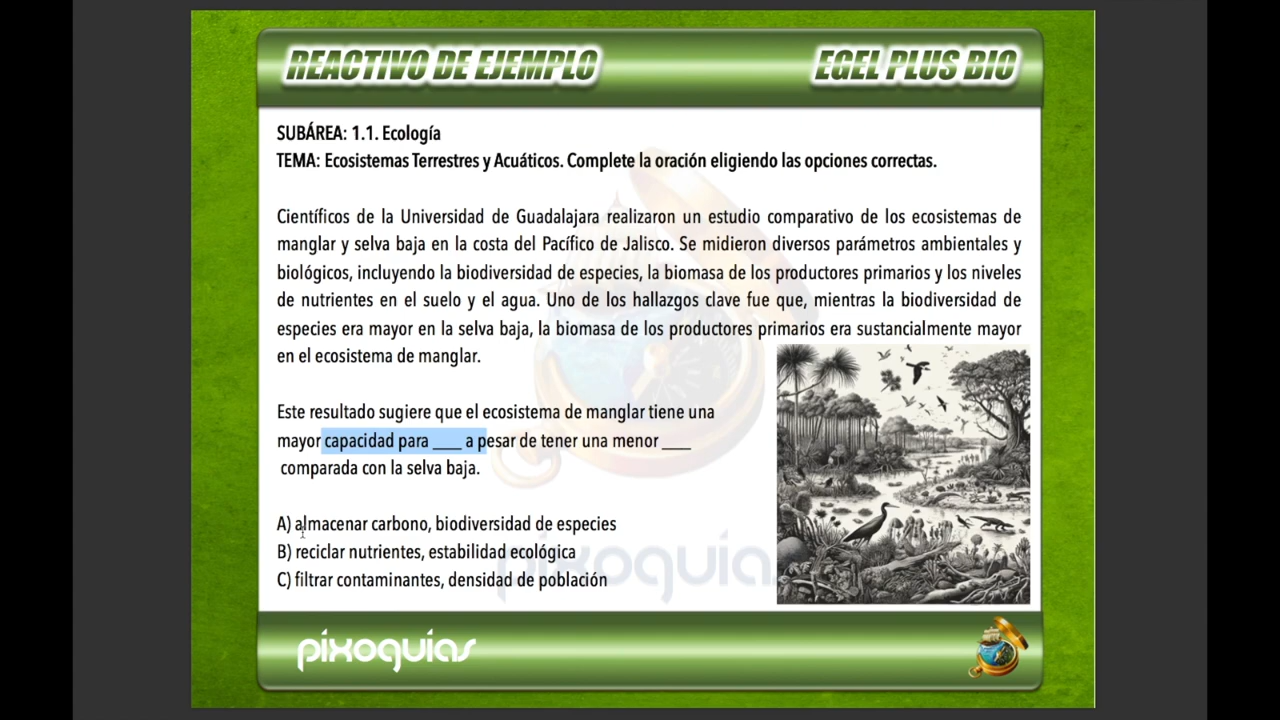 REACTIVO DE EJEMPLO
EGEL PLUS BIO
SUBÁREA: 1.1. Ecología
TEMA: Ecosistemas Terrestres y Acuáticos. Complete la oración eligiendo las opciones correctas.
Científicos de la Universidad de Guadalajara realizaron un estudio comparativo de los ecosistemas de
manglar y selva baja en la costa del Pacífico de Jalisco. Se midieron diversos parámetros ambientales y
biológicos, incluyendo la biodiversidad de especies, la biomasa de los productores primarios y los niveles
de nutrientes en el suelo y el agua. Uno de los hallazgos clave fue que, mientras la biodiversidad de
especies era mayor en la selva baja, la biomasa de los productores primarios era sustancialmente mayor
en el ecosistema de manglar.
Este resultado sugiere que el ecosistema de manglar tiene una
mayor capacidad para ___ a pesar de tener una menor ___
comparada con la selva baja.
A) almacenar carbono, biodiversidad de especies
B) reciclar nutrientes, estabilidad ecológica
C) filtrar contaminantes, densidad de población
pixoguías
pixoguías